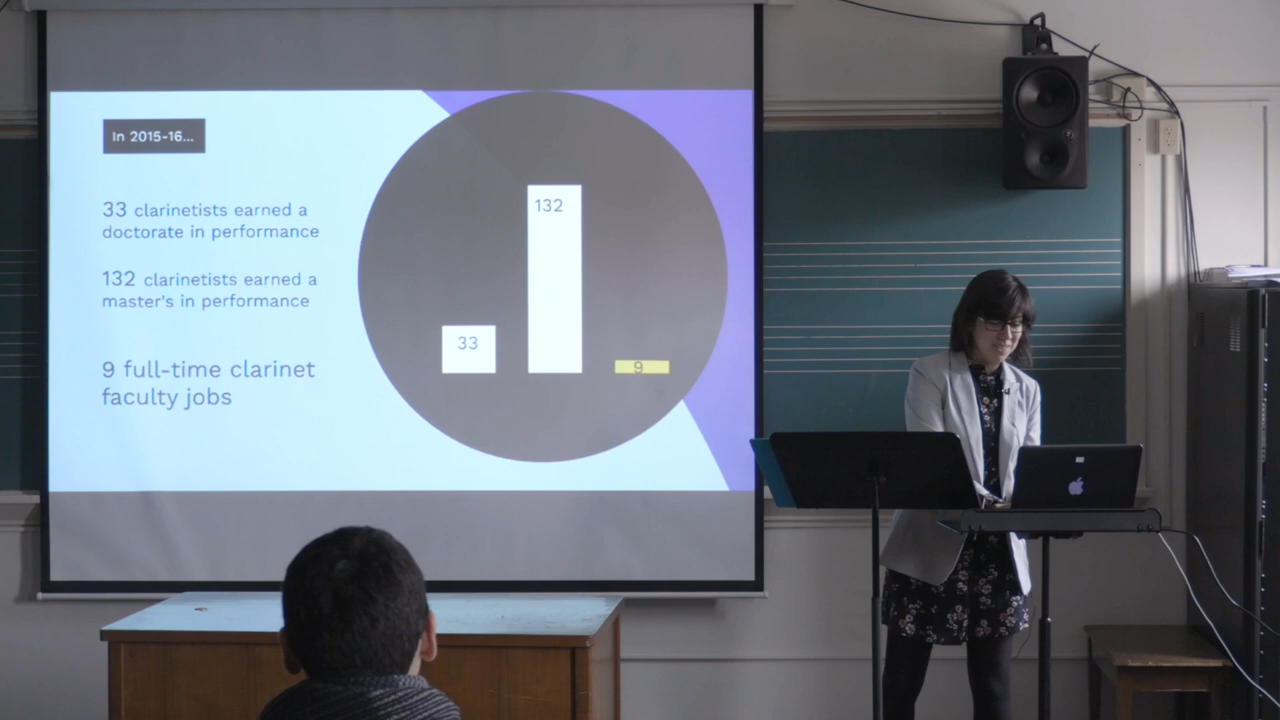 In 2015-16...
33 clarinetists earned a
doctorate in performance
132 clarinetists earned a
master's in performance
9 full-time clarinet
faculty jobs
33
132
9